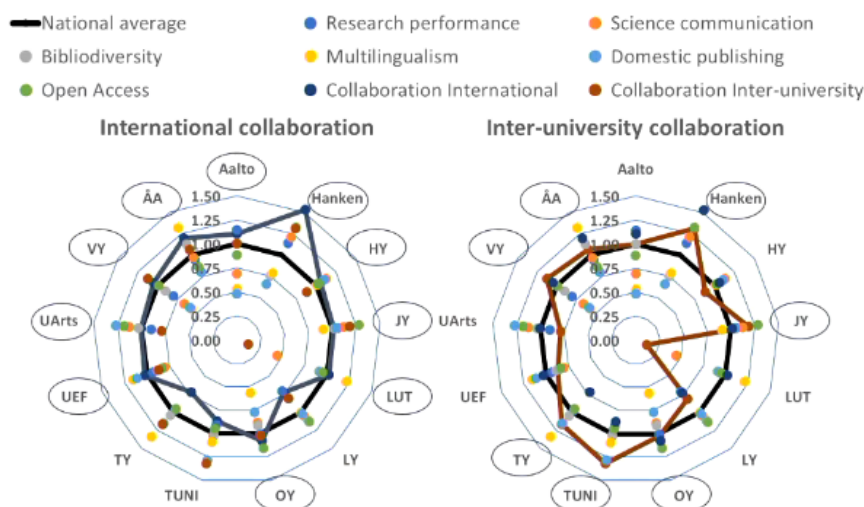 National average Research performance Science communication
Bibliodiversity Multilingualism Domestic publishing
Open Access Collaboration International Collaboration Inter-university
International collaboration Inter-university collaboration
Aalto Aalto
ÅA 1.50 Hanken ÅA 1.50 Hanken
1.25 1.25
VY 1.00 HY VY 1.00 HY
0.75 0.75
0.50 0.50
0.25 0.25
UArts 0.00 JY UArts 0.00 JY
UEF LUT UEF LUT
TY LY TY LY
TUNI OY TUNI OY